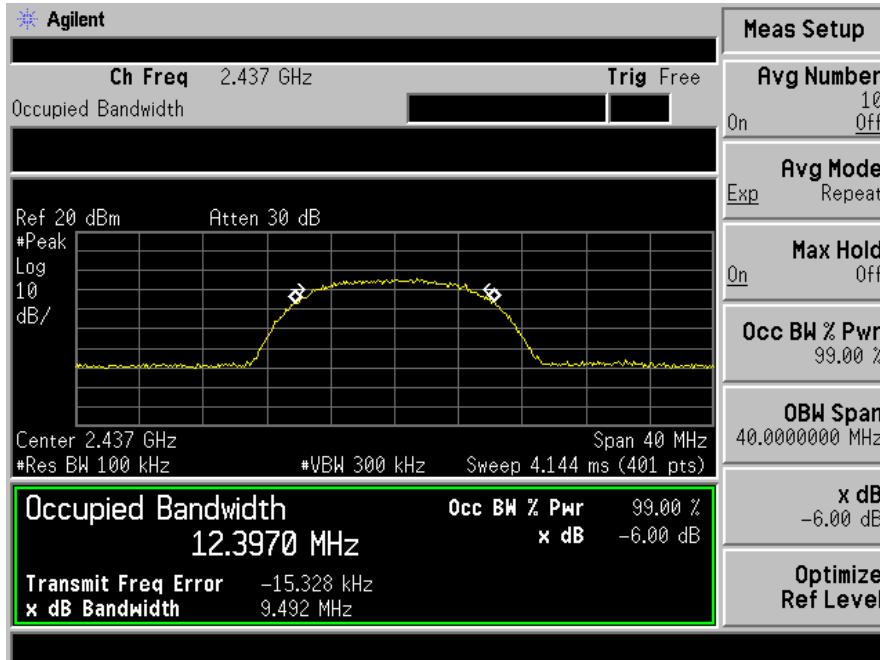 Agilent
Ch Freq 2.437 GHz Trig Free
Occupied Bandwidth
Ref 20 dBm Atten 30 dB
#Peak
Log
10
dB/
Center 2.437 GHz Span 40 MHz
#Res BW 100 kHz #VBW 300 kHz Sweep 4.144 ms (401 pts)
Occupied Bandwidth Occ BW % Pwr 99.00 %
12.3970 MHz x dB -6.00 dB
Transmit Freq Error -15.328 kHz
x dB Bandwidth 9.492 MHz
Meas Setup
Avg Number
10
On Off
Avg Mode
Exp Repeat
Max Hold
On Off
Occ BW % Pwr
99.00 %
OBW Span
40.0000000 MHz
x dB
-6.00 dB
Optimize
Ref Level